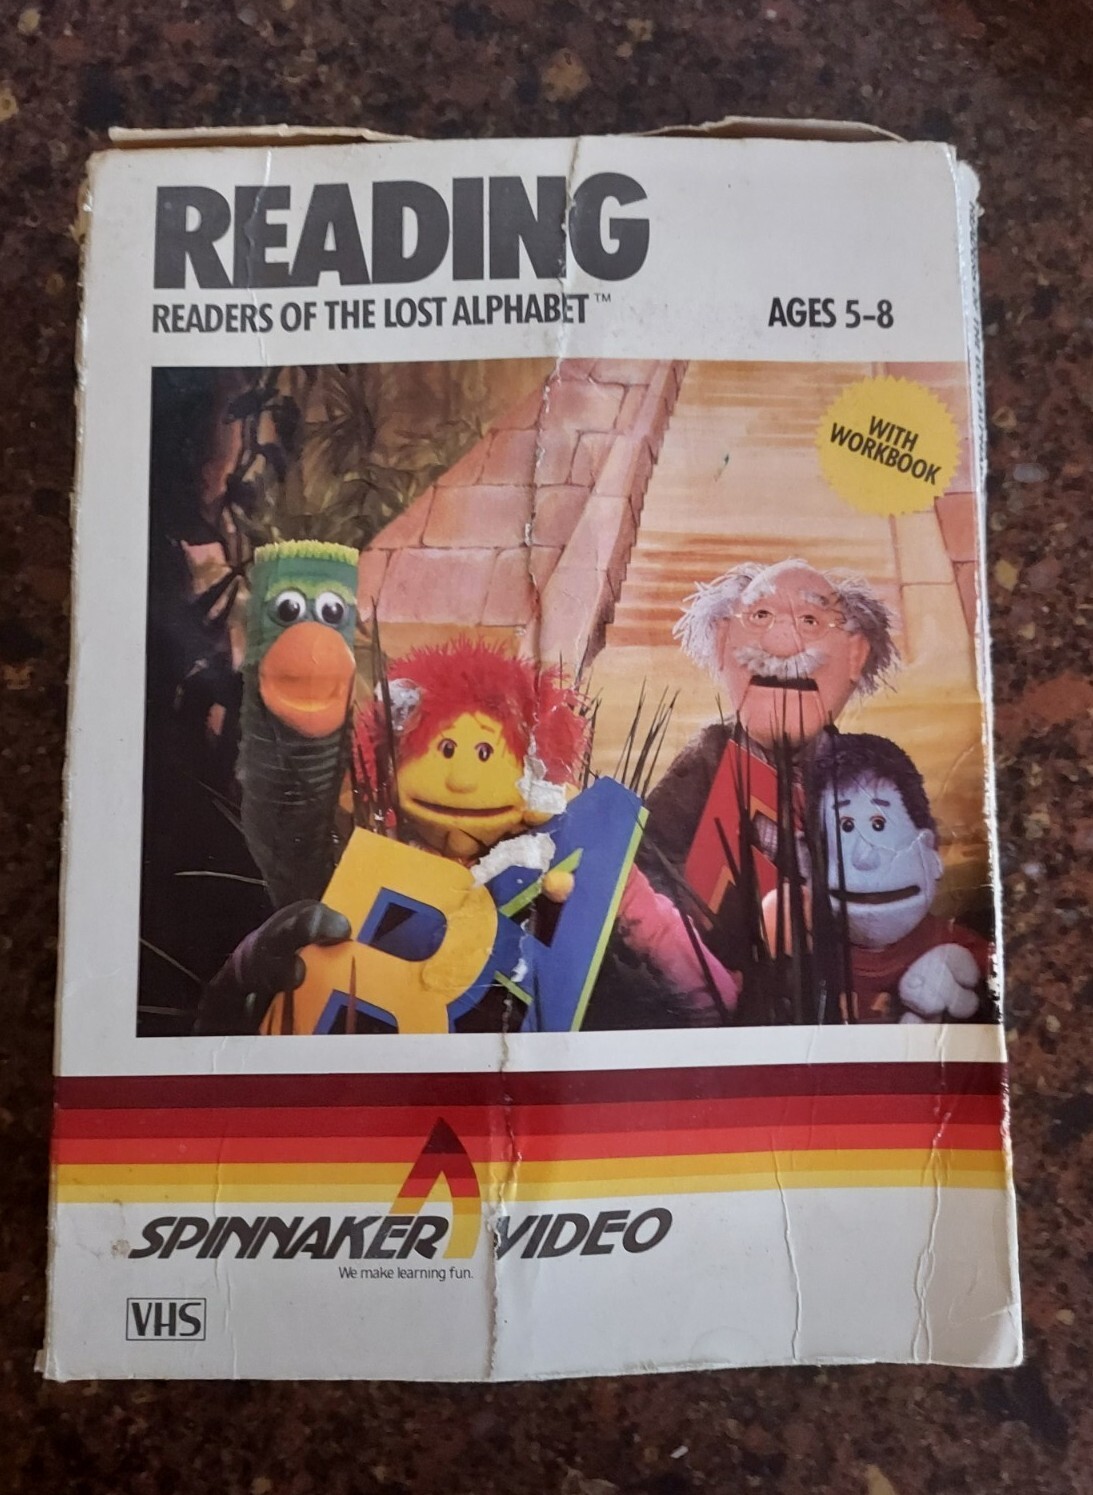 READING
READERS OF THE LOST ALPHABET™
AGES 5-8
WITH
WORKBOOK
SPINNAKER VIDEO
We make learning fun.
VHS